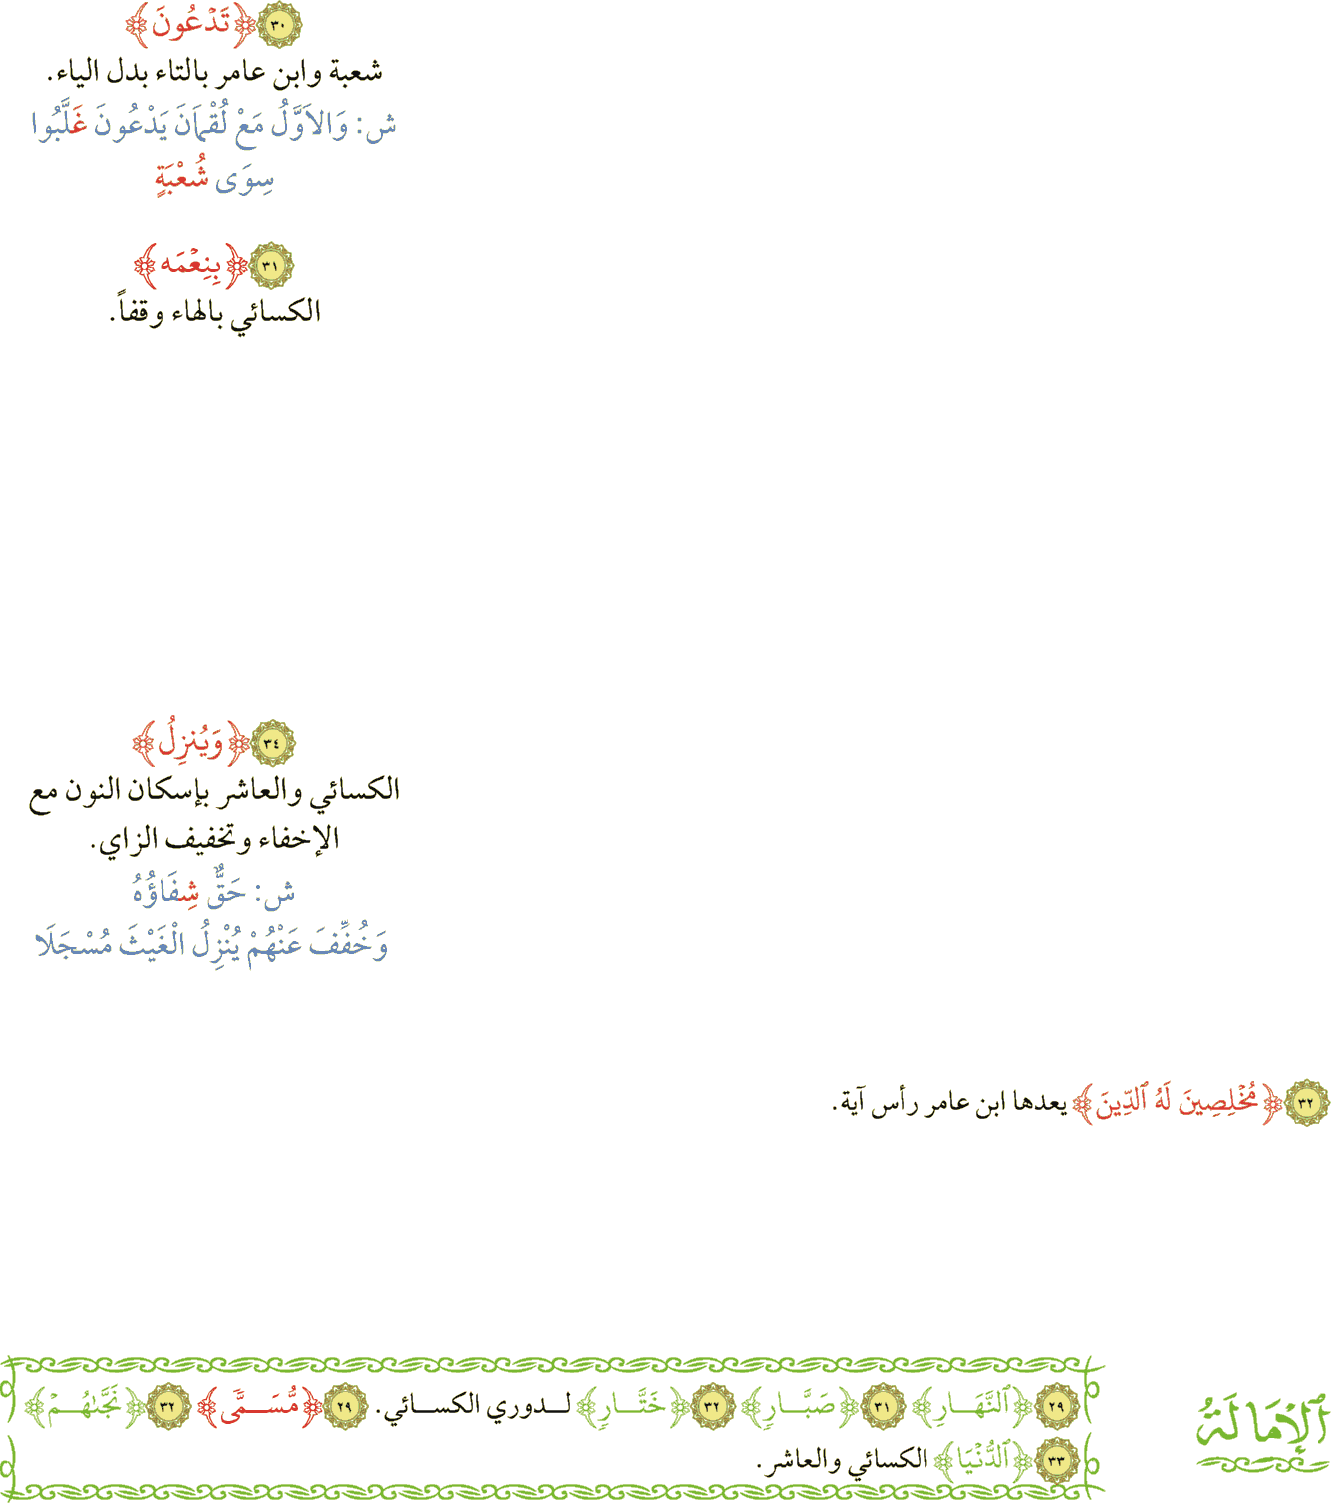 ٣٠ ﴿تَدْعُونَ﴾
شعبة وابن عامر بالتاء بدل الياء.
ش: وَالاَوَّلُ مَعْ لُقْمَانَ يَدْعُونَ غَلَّبُوا
سِوَى شُعْبَةٍ
٣١ ﴿بِنِعْمَه﴾
الكسائي بالهاء وقفاً.
٣٤ ﴿وَيُنزِلُ﴾
الكسائي والعاشر بإسكان النون مع
الإخفاء وتخفيف الزاي.
ش: حَقٌّ شِفَاؤُهُ
وَخُفِّفَ عَنْهُمْ يُنْزِلُ الْغَيْثَ مُسْجَلَا
٣٢ ﴿مُخْلِصِينَ لَهُ ٱلدِّينَ﴾ يعدها ابن عامر رأس آية.
ٱلإِمَالَةُ
٢٩ ﴿ٱلنَّهَارِ﴾ ٣١ ﴿صَبَّارٍ﴾ ٣٢ ﴿خَتَّارٍ﴾ لدوري الكسائي. ٢٩ ﴿مُّسَمًّى﴾ ٣٢ ﴿نَجَّىٰهُمْ﴾
٣٣ ﴿ٱلدُّنْيَا﴾ الكسائي والعاشر.